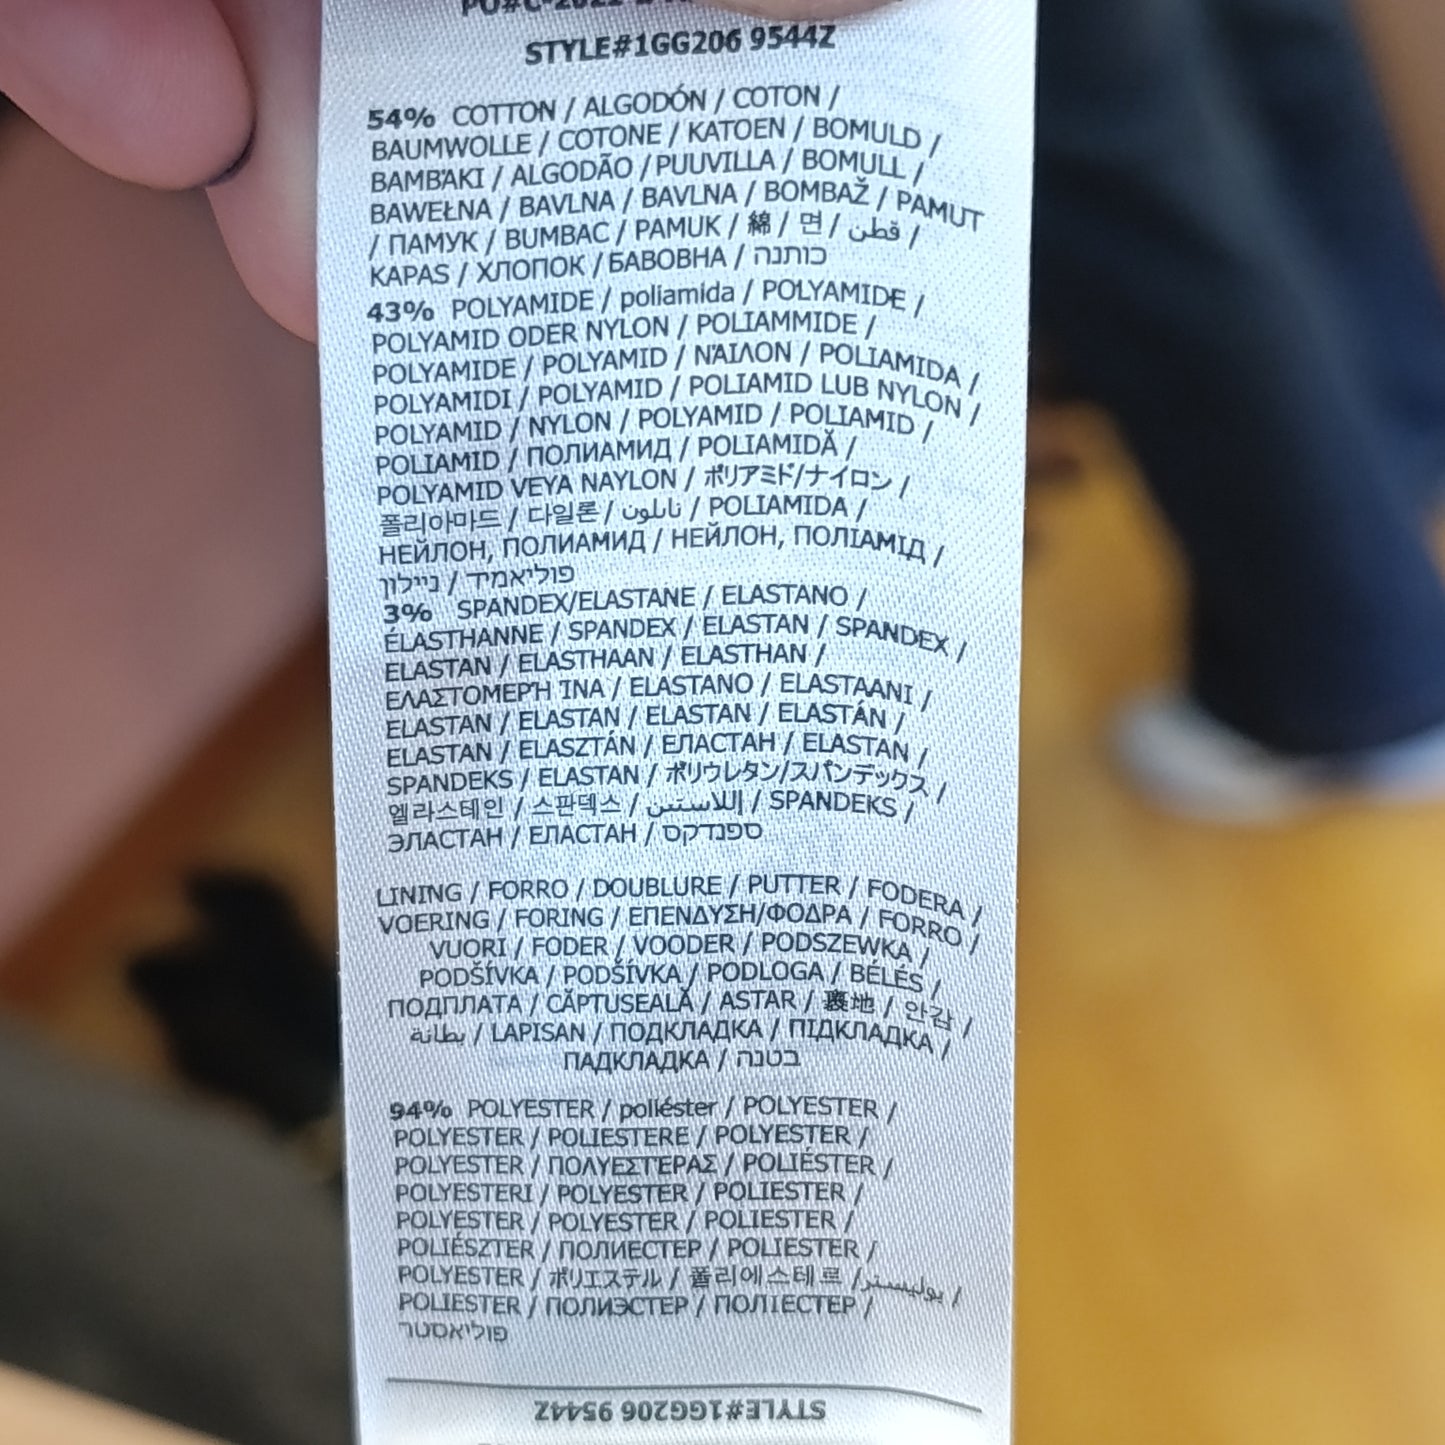 STYLE#1GG206 9544Z
54% COTTON / ALGODÓN / COTON /
BAUMWOLLE / COTONE / KATOEN / BOMULD /
BAMBΆKI / ALGODÃO / PUUVILLA / BOMULL /
BAWEŁNA / BAVLNA / BAVLNA / BOMBAŽ / PAMUT
/ ПАМУК / BUMBAC / PAMUK / 綿 / 면 / قطن /
KAPAS / ХЛОПОК / БАВОВНА / כותנה
43% POLYAMIDE / poliamida / POLYAMIDE /
POLYAMID ODER NYLON / POLIAMMIDE /
POLYAMIDE / POLYAMID / ΝΆΙΛΟΝ / POLIAMIDA /
POLYAMIDI / POLYAMID / POLIAMID LUB NYLON /
POLYAMID / NYLON / POLYAMID / POLIAMID /
POLIAMID / ПОЛИАМИД / POLIAMIDĂ /
POLYAMID VEYA NAYLON / ポリアミド/ナイロン /
폴리아마드 / 다일론 / نايلون / POLIAMIDA /
НЕЙЛОН, ПОЛИАМИД / НЕЙЛОН, ПОЛІАМІД /
פוליאמיד / ניילון
3% SPANDEX/ELASTANE / ELASTANO /
ÉLASTHANNE / SPANDEX / ELASTAN / SPANDEX /
ELASTAN / ELASTHAAN / ELASTHAN /
ΕΛΑΣΤΟΜΕΡΉ ΊΝΑ / ELASTANO / ELASTAANI /
ELASTAN / ELASTAN / ELASTAN / ELASTÁN /
ELASTAN / ELASZTÁN / ЕЛАСТАН / ELASTAN /
SPANDEKS / ELASTAN / ポリウレタン/スパンデックス /
엘라스테인 / 스판덱스 / إللاستين / SPANDEKS /
ЭЛАСТАН / ЕЛАСТАН / ספנדקס
LINING / FORRO / DOUBLURE / PUTTER / FODERA /
VOERING / FORING / ΕΠΕΝΔΥΣΗ/ΦΟΔΡΑ / FORRO /
VUORI / FODER / VOODER / PODSZEWKA /
PODŠÍVKA / PODŠÍVKA / PODLOGA / BÉLÉS /
ПОДПЛАТА / CĂPTUSEALĂ / ASTAR / 裏地 / 안감 /
بطانة / LAPISAN / ПОДКЛАДКА / ПІДКЛАДКА /
ПАДКЛАДКА / בטנה
94% POLYESTER / poliéster / POLYESTER /
POLYESTER / POLIESTERE / POLYESTER /
POLYESTER / ΠΟΛΥΕΣΤΈΡΑΣ / POLIÉSTER /
POLYESTERI / POLYESTER / POLIESTER /
POLYESTER / POLYESTER / POLIESTER /
POLIÉSZTER / ПОЛИЕСТЕР / POLIESTER /
POLYESTER / ポリエステル / 폴리에스테르 / بوليستر /
POLIESTER / ПОЛИЭСТЕР / ПОЛІЕСТЕР /
פוליאסטר
STYLE#1GG206 9544Z